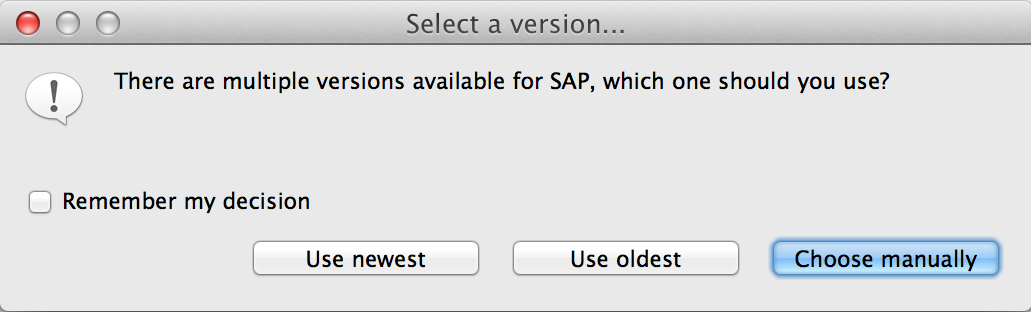 Select a version...
There are multiple versions available for SAP, which one should you use?
Remember my decision
Use newest
Use oldest
Choose manually